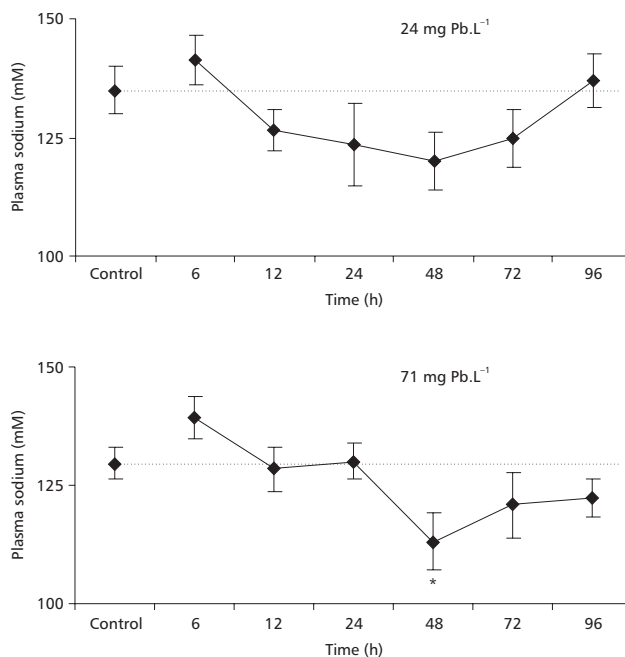 24 mg Pb.L⁻¹
Plasma sodium (mM)
150
125
100
Control 6 12 24 48 72 96
Time (h)
71 mg Pb.L⁻¹
Plasma sodium (mM)
150
125
100
*
Control 6 12 24 48 72 96
Time (h)